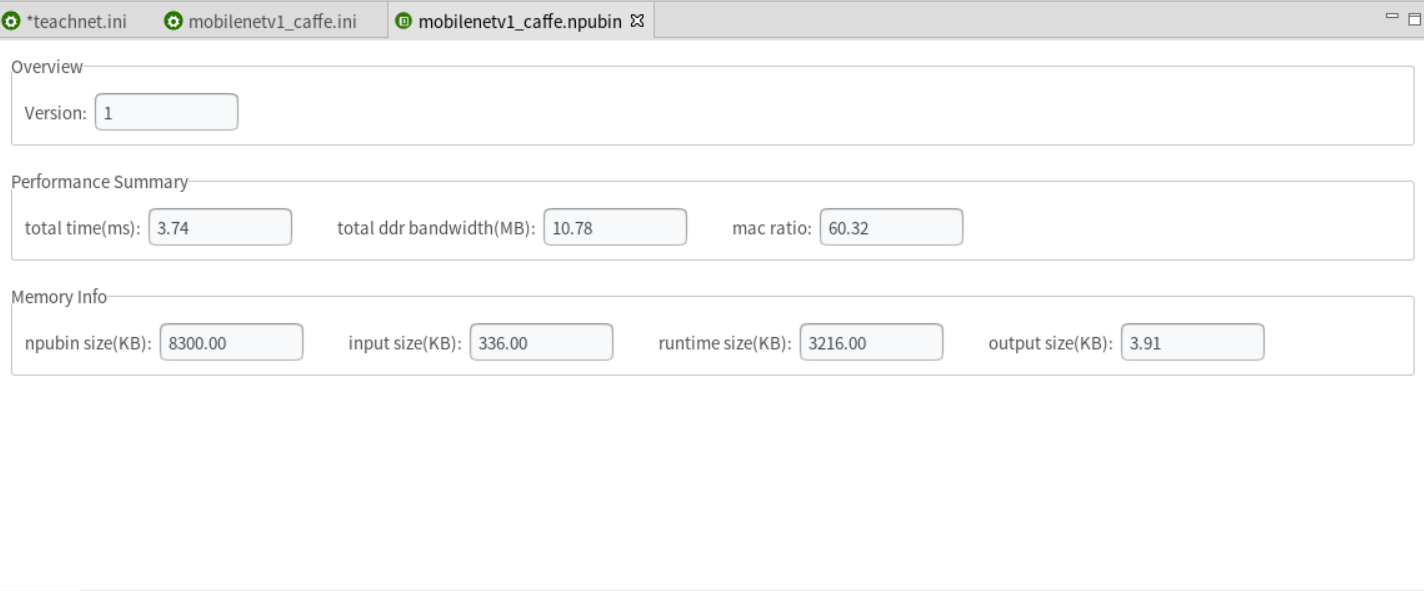 *teachnet.ini mobilenetv1_caffe.ini mobilenetv1_caffe.npubin
Overview
Version: 1
Performance Summary
total time(ms): 3.74 total ddr bandwidth(MB): 10.78 mac ratio: 60.32
Memory Info
npubin size(KB): 8300.00 input size(KB): 336.00 runtime size(KB): 3216.00 output size(KB): 3.91